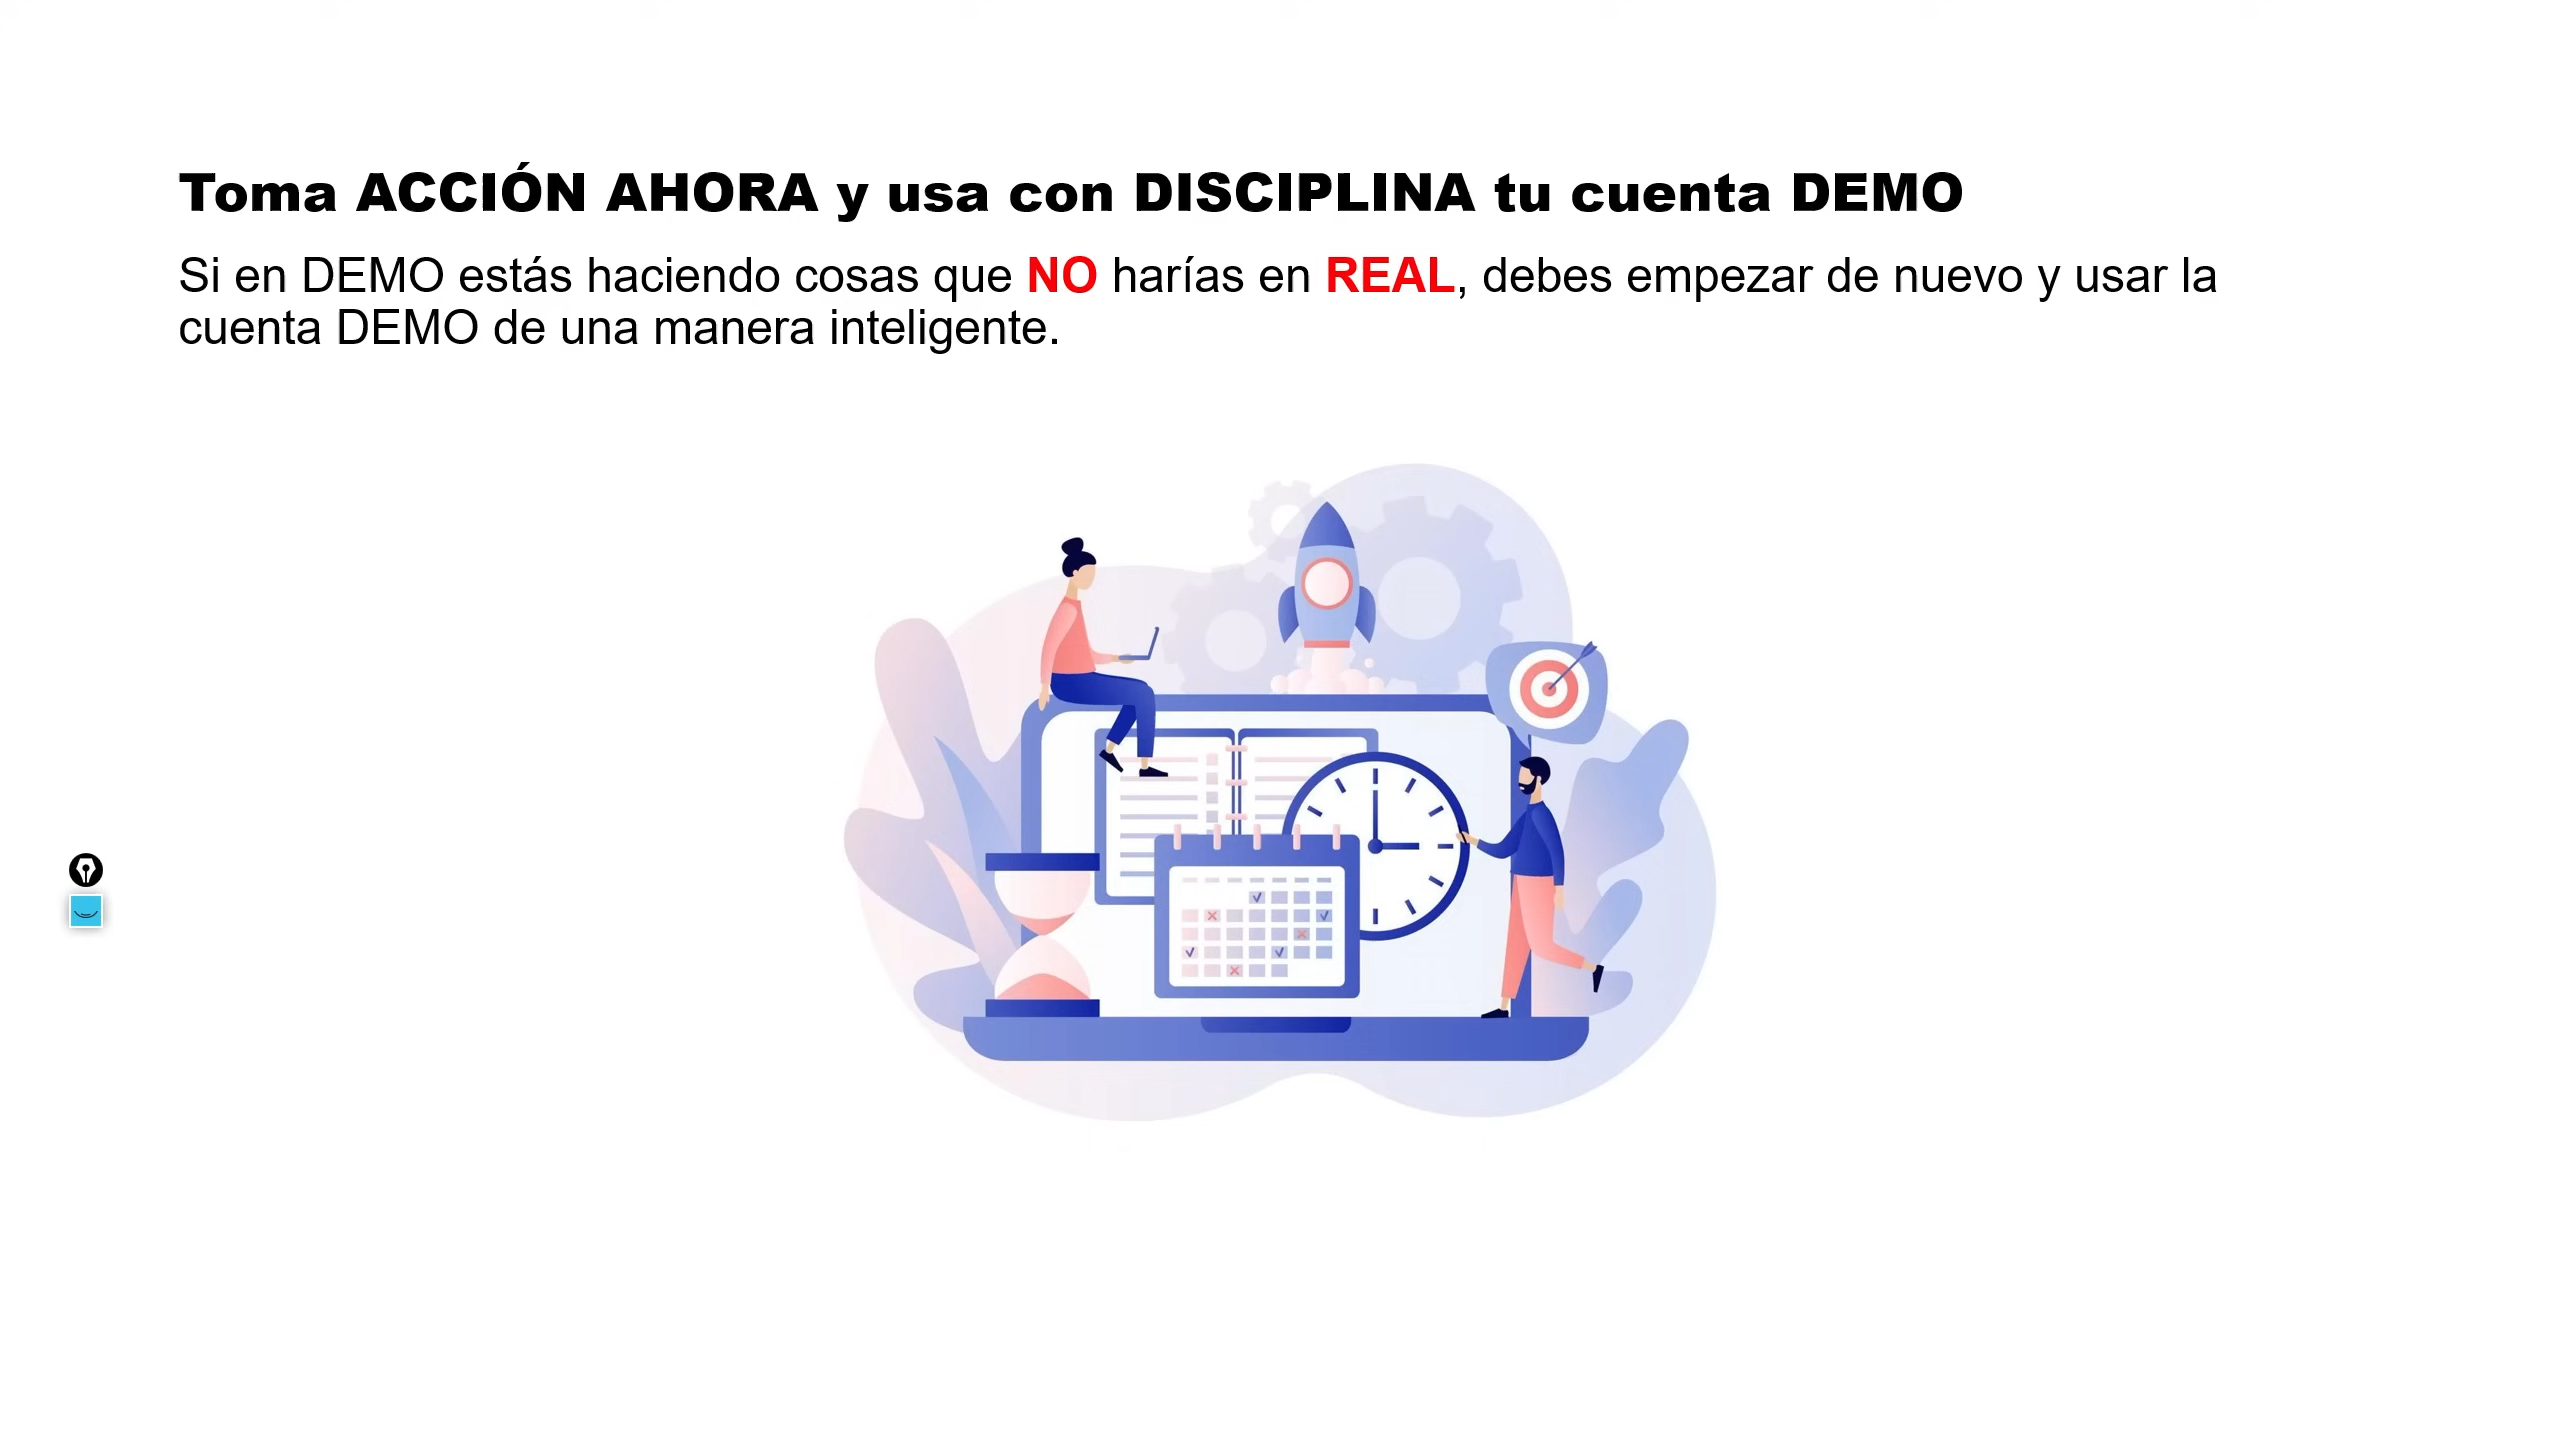 Toma ACCIÓN AHORA y usa con DISCIPLINA tu cuenta DEMO
Si en DEMO estás haciendo cosas que NO harías en REAL, debes empezar de nuevo y usar la
cuenta DEMO de una manera inteligente.